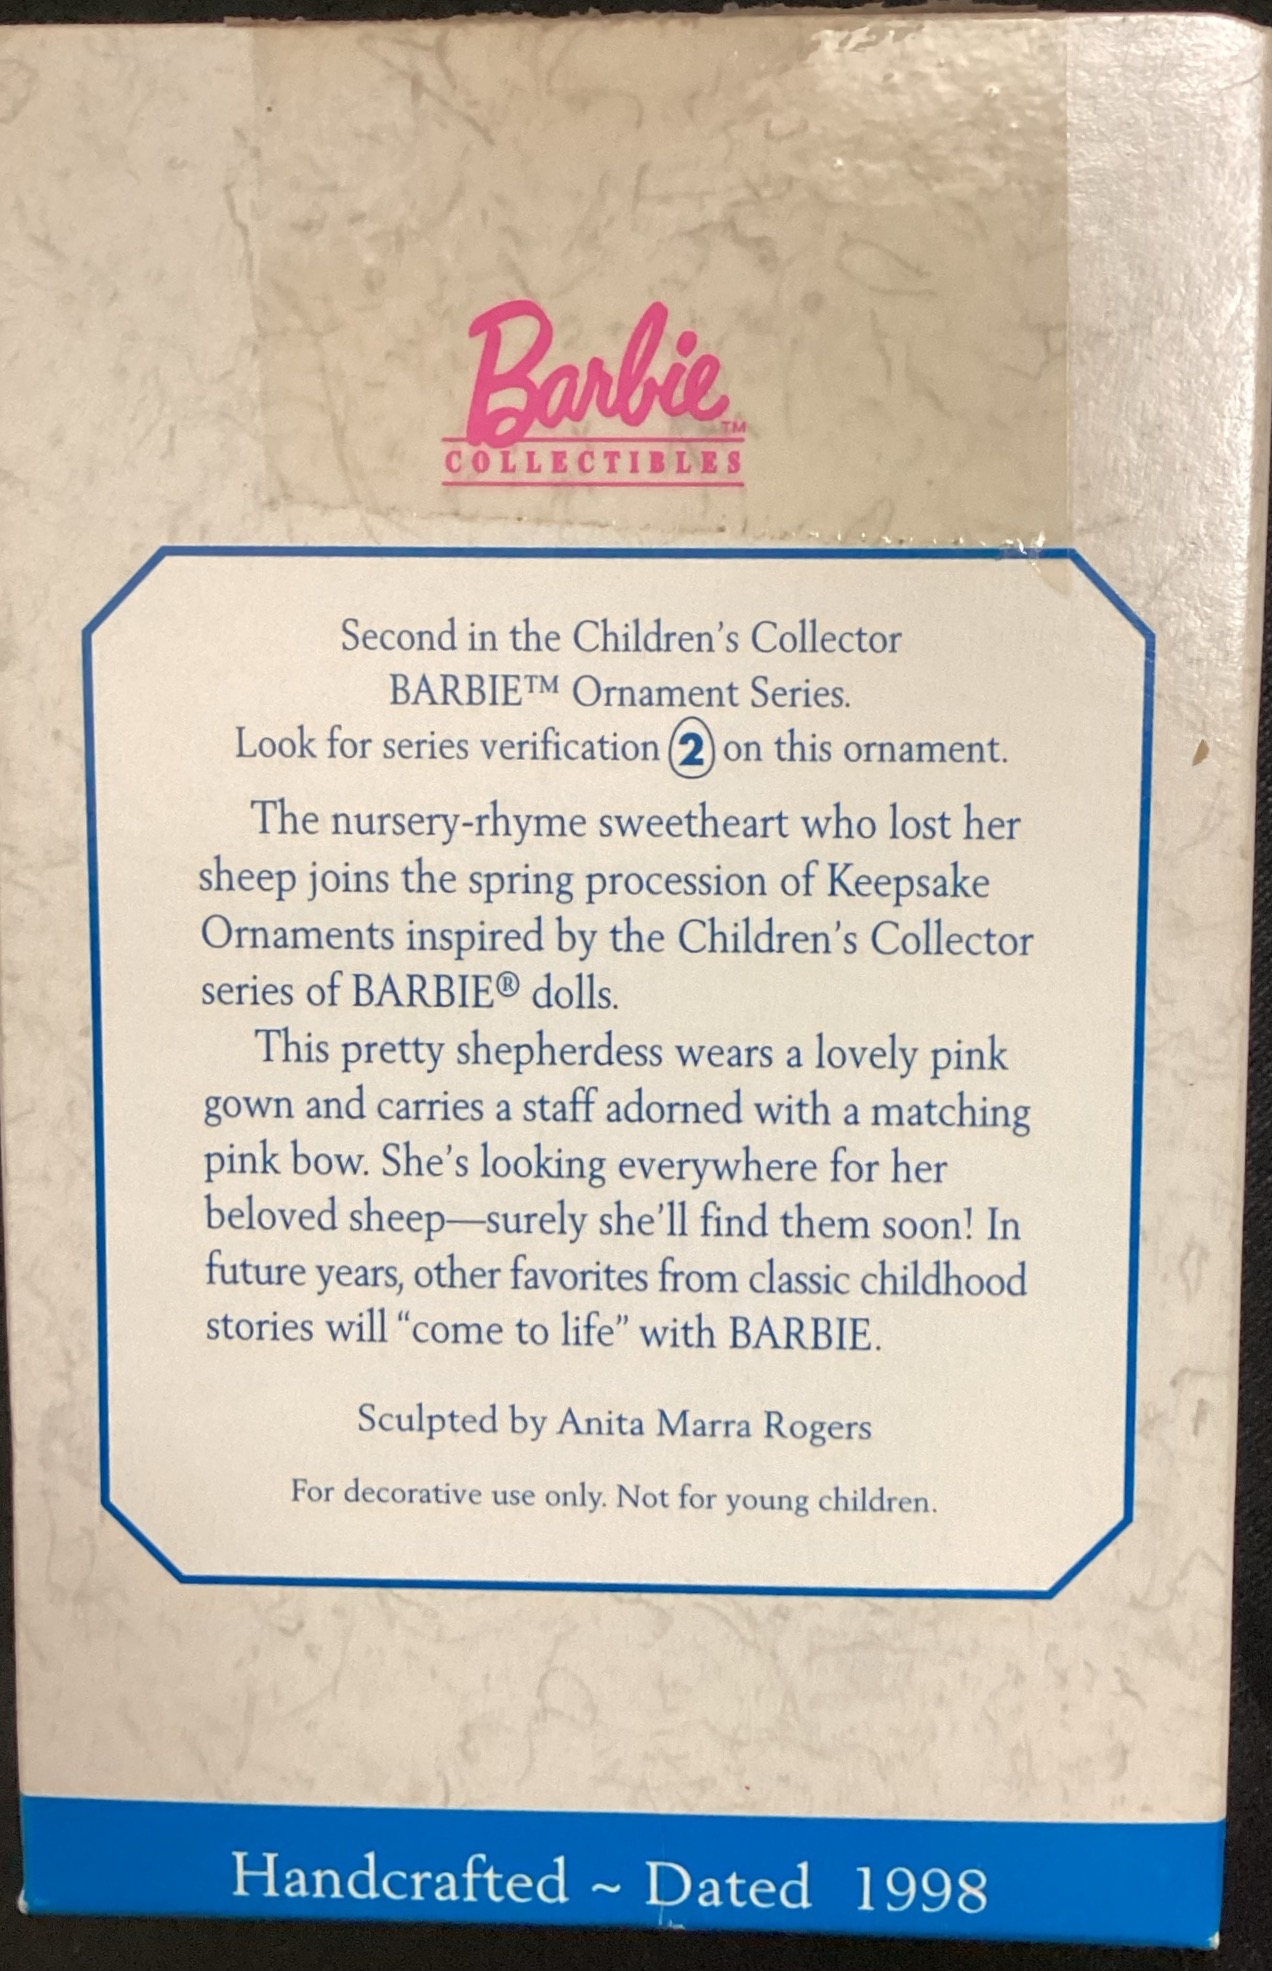 Barbie™
COLLECTIBLES
Second in the Children's Collector
BARBIE™ Ornament Series.
Look for series verification 2 on this ornament.
The nursery-rhyme sweetheart who lost her
sheep joins the spring procession of Keepsake
Ornaments inspired by the Children's Collector
series of BARBIE® dolls.
This pretty shepherdess wears a lovely pink
gown and carries a staff adorned with a matching
pink bow. She's looking everywhere for her
beloved sheep—surely she'll find them soon! In
future years, other favorites from classic childhood
stories will “come to life” with BARBIE.
Sculpted by Anita Marra Rogers
For decorative use only. Not for young children.
Handcrafted ~ Dated 1998